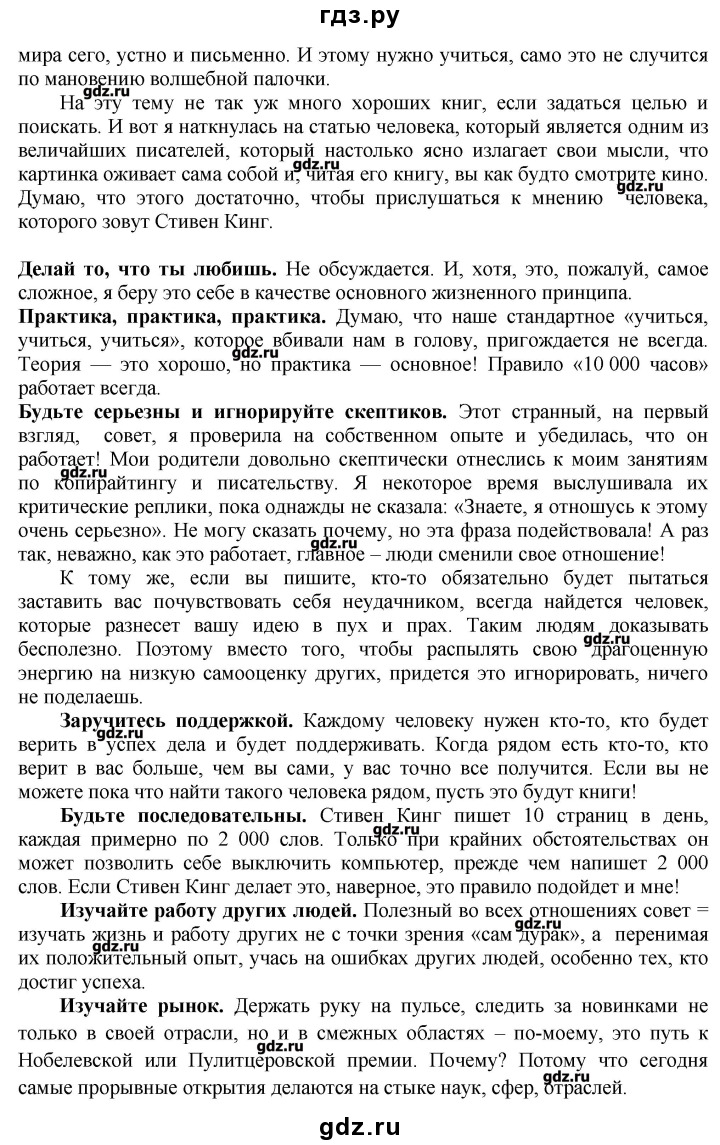 гдз.ру
мира сего, устно и письменно. И этому нужно учиться, само это не случится
по мановению волшебной палочки.
gdz.ru
На эту тему не так уж много хороших книг, если задаться целью и
поискать. И вот я наткнулась на статью человека, который является одним из
величайших писателей, который настолько ясно излагает свои мысли, что
gdz.ru
картинка оживает сама собой и, читая его книгу, вы как будто смотрите кино.
gdz.ru
Думаю, что этого достаточно, чтобы прислушаться к мнению человека,
которого зовут Стивен Кинг.
Делай то, что ты любишь. Не обсуждается. И, хотя, это, пожалуй, самое
сложное, я беру это себе в качестве основного жизненного принципа.
Практика, практика, практика. Думаю, что наше стандартное «учиться,
учиться, учиться», которое вбивали нам в голову, пригождается не всегда.
gdz.ru
Теория — это хорошо, но практика — основное! Правило «10 000 часов»
работает всегда.
Будьте серьезны и игнорируйте скептиков. Этот странный, на первый
взгляд, совет, я проверила на собственном опыте и убедилась, что он
работает! Мои родители довольно скептически отнеслись к моим занятиям
gdz.ru
по копирайтингу и писательству. Я некоторое время выслушивала их
критические реплики, пока однажды не сказала: «Знаете, я отношусь к этому
очень серьезно». Не могу сказать почему, но эта фраза подействовала! А раз
gdz.ru
так, неважно, как это работает, главное – люди сменили свое отношение!
К тому же, если вы пишите, кто-то обязательно будет пытаться
заставить вас почувствовать себя неудачником, всегда найдется человек,
которые разнесет вашу идею в пух и прах. Таким людям доказывать
gdz.ru
бесполезно. Поэтому вместо того, чтобы распылять свою драгоценную
энергию на низкую самооценку других, придется это игнорировать, ничего
не поделаешь.
Заручитесь поддержкой. Каждому человеку нужен кто-то, кто будет
gdz.ru
верить в успех дела и будет поддерживать. Когда рядом есть кто-то, кто
верит в вас больше, чем вы сами, у вас точно все получится. Если вы не
можете пока что найти такого человека рядом, пусть это будут книги!
Будьте последовательны. Стивен Кинг пишет 10 страниц в день,
gdz.ru
каждая примерно по 2 000 слов. Только при крайних обстоятельствах он
может позволить себе выключить компьютер, прежде чем напишет 2 000
слов. Если Стивен Кинг делает это, наверное, это правило подойдет и мне!
Изучайте работу других людей. Полезный во всех отношениях совет =
gdz.ru
изучать жизнь и работу других не с точки зрения «сам дурак», а перенимая
gdz.ru
их положительный опыт, учась на ошибках других людей, особенно тех, кто
достиг успеха.
Изучайте рынок. Держать руку на пульсе, следить за новинками не
только в своей отрасли, но и в смежных областях – по-моему, это путь к
gdz.ru
Нобелевской или Пулитцеровской премии. Почему? Потому что сегодня
gdz.ru
самые прорывные открытия делаются на стыке наук, сфер, отраслей.
gdz.ru